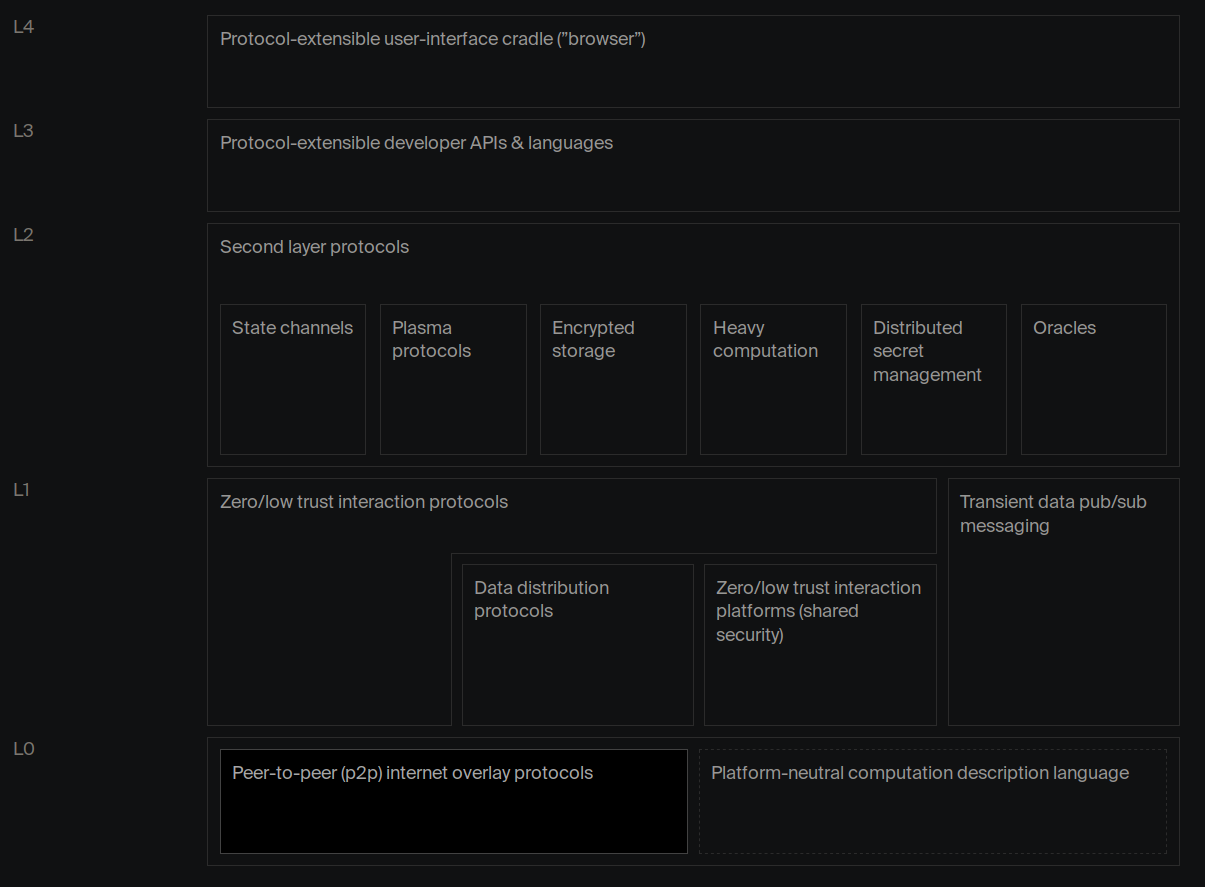 L4
Protocol-extensible user-interface cradle (”browser”)
L3
Protocol-extensible developer APIs & languages
L2
Second layer protocols
State channels
Plasma
protocols
Encrypted
storage
Heavy
computation
Distributed
secret
management
Oracles
L1
Zero/low trust interaction protocols
Data distribution
protocols
Zero/low trust interaction
platforms (shared
security)
Transient data pub/sub
messaging
L0
Peer-to-peer (p2p) internet overlay protocols
Platform-neutral computation description language